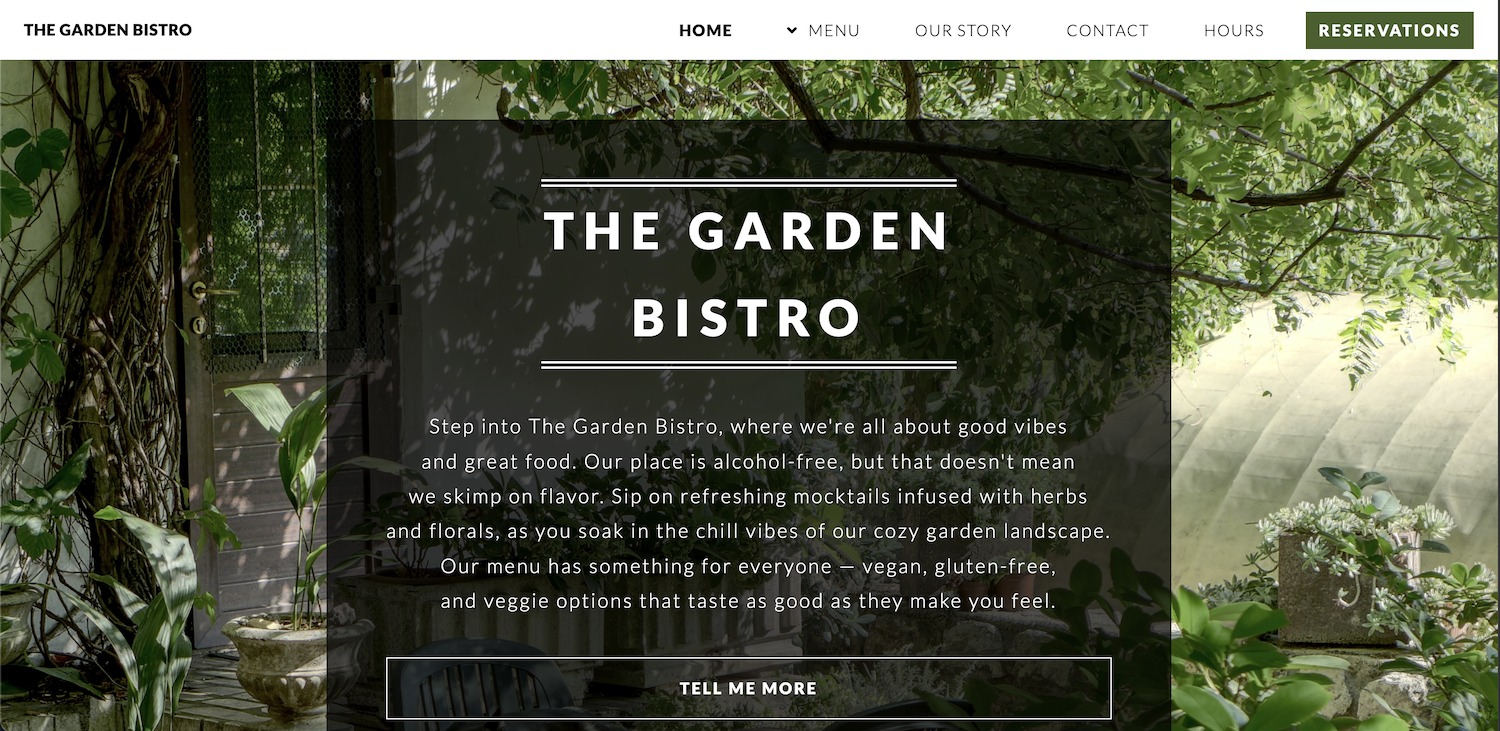 THE GARDEN BISTRO
HOME
MENU
OUR STORY
CONTACT
HOURS
RESERVATIONS
THE GARDEN
BISTRO
Step into The Garden Bistro, where we're all about good vibes
and great food. Our place is alcohol-free, but that doesn't mean
we skimp on flavor. Sip on refreshing mocktails infused with herbs
and florals, as you soak in the chill vibes of our cozy garden landscape.
Our menu has something for everyone — vegan, gluten-free,
and veggie options that taste as good as they make you feel.
TELL ME MORE